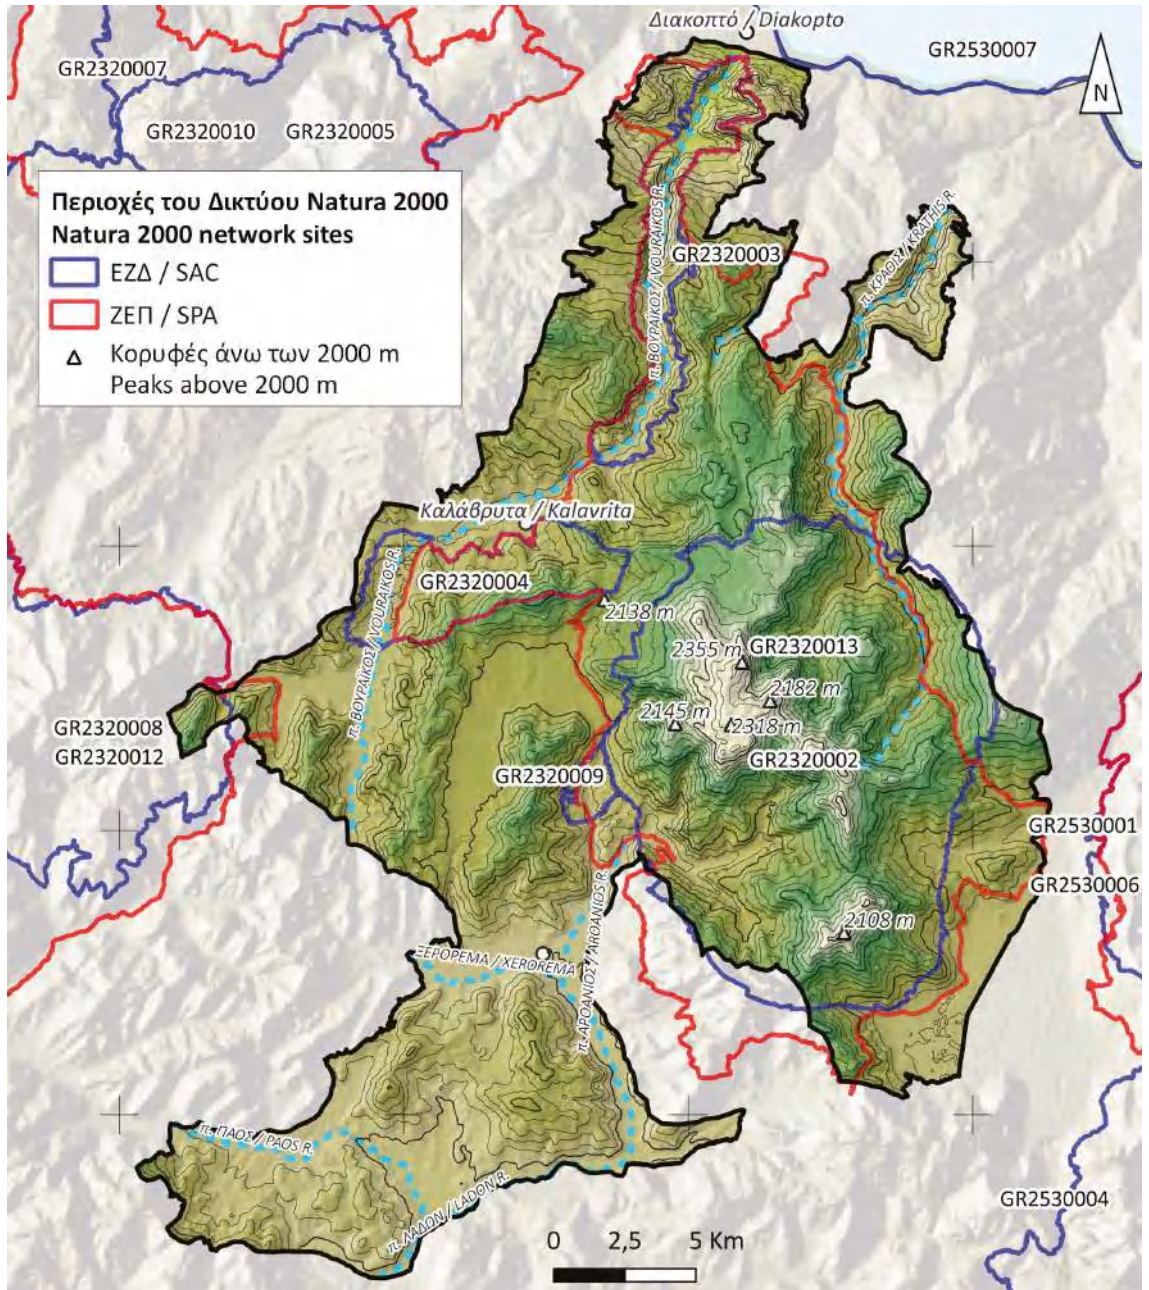 Διακοπτό / Diakopto
GR2530007
GR2320007
GR2320010
GR2320005
N
Περιοχές του Δικτύου Natura 2000
Natura 2000 network sites
ΕΖΔ / SAC
ΖΕΠ / SPA
Κορυφές άνω των 2000 m
Peaks above 2000 m
π. ΒΟΥΡΑΪΚΟΣ / VOURAIKOS R.
GR2320003
π. ΚΡΑΘΙΣ / KRATHIS R.
Καλάβρυτα / Kalavrita
GR2320004
2138 m
π. ΒΟΥΡΑΪΚΟΣ / VOURAIKOS R.
2355 m
GR2320013
2182 m
2145 m
2318 m
GR2320008
GR2320012
GR2320009
GR2320002
GR2530001
GR2530006
2108 m
ΞΕΡΟΡΕΜΑ / XEROREMA
π. ΑΡΟΑΝΙΟΣ / AROANIOS R.
π. ΠΑΟΣ / PAOS R.
π. ΛΑΔΩΝ / LADON R.
GR2530004
0 2,5 5 Km